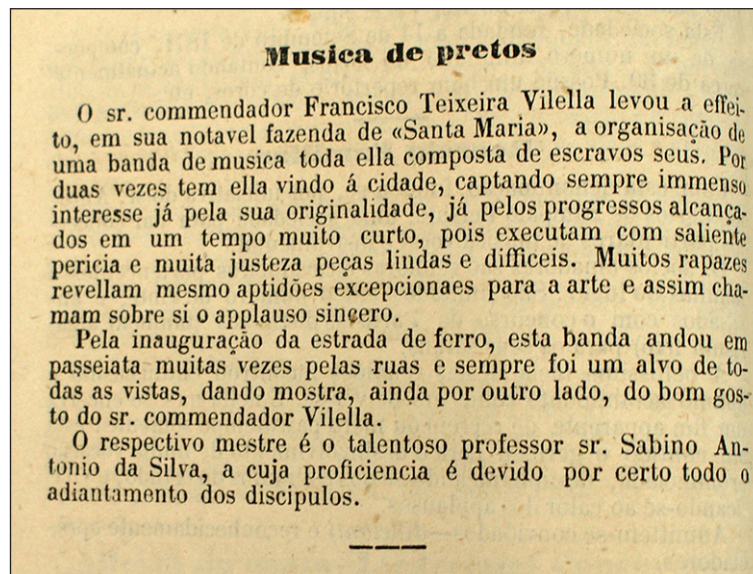 Musica de pretos
O sr. commendador Francisco Teixeira Vilella levou a effei-
to, em sua notavel fazenda de «Santa Maria», a organisação de
uma banda de musica toda ella composta de escravos seus. Por
duas vezes tem ella vindo á cidade, captando sempre immenso
interesse já pela sua originalidade, já pelos progressos alcança-
dos em um tempo muito curto, pois executam com saliente
pericia e muita justeza peças lindas e difficeis. Muitos rapazes
revellam mesmo aptidões excepcionaes para a arte e assim cha-
mam sobre si o applauso sincero.
Pela inauguração da estrada de ferro, esta banda andou em
passeiata muitas vezes pelas ruas e sempre foi um alvo de to-
das as vistas, dando mostra, ainda por outro lado, do bom gos-
to do sr. commendador Vilella.
O respectivo mestre é o talentoso professor sr. Sabino An-
tonio da Silva, a cuja proficiencia é devido por certo todo o
adiantamento dos discipulos.